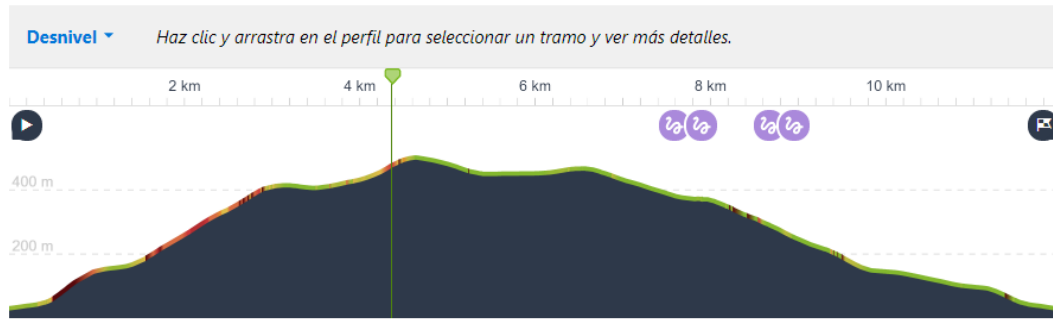 Desnivel
Haz clic y arrastra en el perfil para seleccionar un tramo y ver más detalles.
2 km 4 km 6 km 8 km 10 km
400 m
200 m